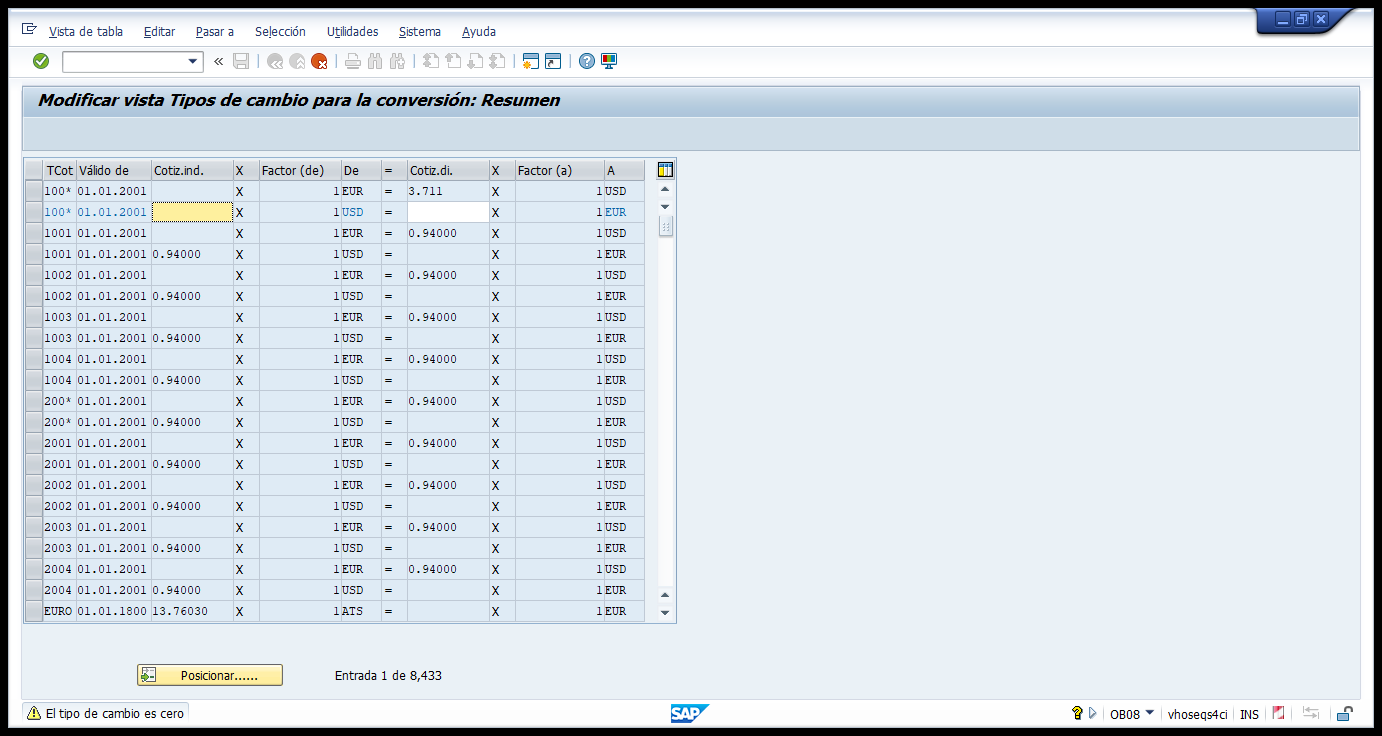 Vista de tabla Editar Pasar a Selección Utilidades Sistema Ayuda
Modificar vista Tipos de cambio para la conversión: Resumen
TCot Válido de Cotiz.ind. X Factor (de) De = Cotiz.di. X Factor (a) A
100* 01.01.2001 X 1 EUR = 3.711 X 1 USD
100* 01.01.2001 X 1 USD = X 1 EUR
1001 01.01.2001 X 1 EUR = 0.94000 X 1 USD
1001 01.01.2001 0.94000 X 1 USD = X 1 EUR
1002 01.01.2001 X 1 EUR = 0.94000 X 1 USD
1002 01.01.2001 0.94000 X 1 USD = X 1 EUR
1003 01.01.2001 X 1 EUR = 0.94000 X 1 USD
1003 01.01.2001 0.94000 X 1 USD = X 1 EUR
1004 01.01.2001 X 1 EUR = 0.94000 X 1 USD
1004 01.01.2001 0.94000 X 1 USD = X 1 EUR
200* 01.01.2001 X 1 EUR = 0.94000 X 1 USD
200* 01.01.2001 0.94000 X 1 USD = X 1 EUR
2001 01.01.2001 X 1 EUR = 0.94000 X 1 USD
2001 01.01.2001 0.94000 X 1 USD = X 1 EUR
2002 01.01.2001 X 1 EUR = 0.94000 X 1 USD
2002 01.01.2001 0.94000 X 1 USD = X 1 EUR
2003 01.01.2001 X 1 EUR = 0.94000 X 1 USD
2003 01.01.2001 0.94000 X 1 USD = X 1 EUR
2004 01.01.2001 X 1 EUR = 0.94000 X 1 USD
2004 01.01.2001 0.94000 X 1 USD = X 1 EUR
EURO 01.01.1800 13.76030 X 1 ATS = X 1 EUR
Posicionar...... Entrada 1 de 8,433
El tipo de cambio es cero SAP OB08 vhoseqs4ci INS